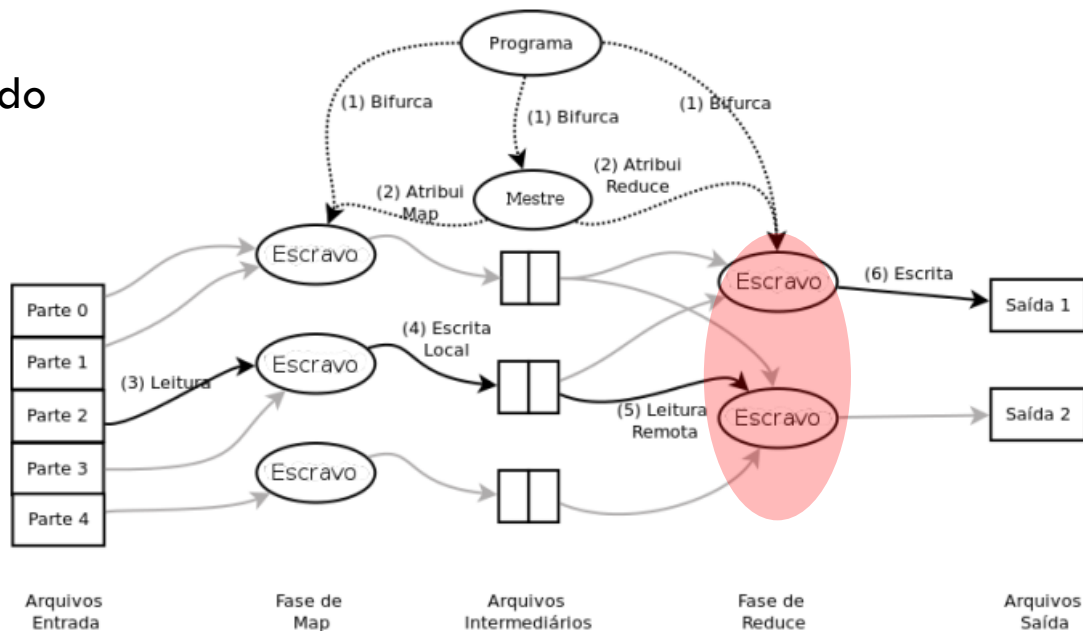 Programa
do
(1) Bifurca
(1) Bifurca
(1) Bifurca
(2) Atribui
Map
Mestre
(2) Atribui
Reduce
Escravo
Escravo
(6) Escrita
Saída 1
Parte 0
Parte 1
Parte 2
Parte 3
Parte 4
(3) Leitura
Escravo
(4) Escrita
Local
(5) Leitura
Remota
Escravo
Saída 2
Escravo
Arquivos
Entrada
Fase de
Map
Arquivos
Intermediários
Fase de
Reduce
Arquivos
Saída